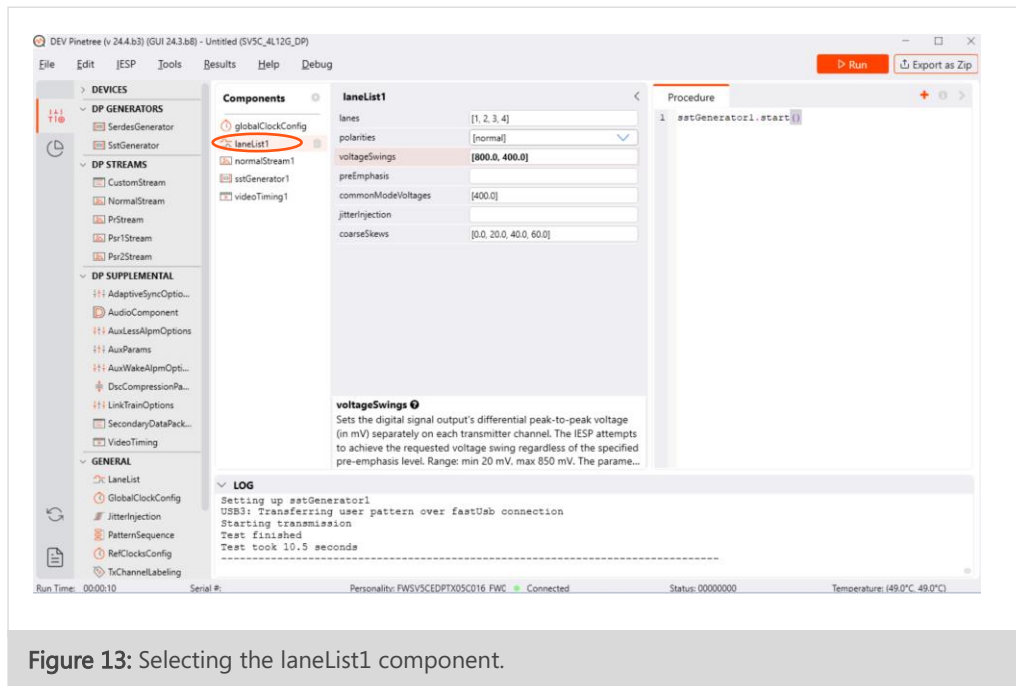 DEV Pinetree (v 24.4.b3) (GUI 24.3.b8) - Untitled (SV5C_4L12G_DP)
File Edit IESP Tools Results Help Debug
Run
Export as Zip
DEVICES
DP GENERATORS
SerdesGenerator
SstGenerator
DP STREAMS
CustomStream
NormalStream
PrStream
Psr1Stream
Psr2Stream
DP SUPPLEMENTAL
AdaptiveSyncOptio...
AudioComponent
AuxLessAlpmOptions
AuxParams
AuxWakeAlpmOpti...
DscCompressionPa...
LinkTrainOptions
SecondaryDataPack...
VideoTiming
GENERAL
LaneList
GlobalClockConfig
JitterInjection
PatternSequence
RefClocksConfig
TxChannelLabeling
Components
globalClockConfig
laneList1
normalStream1
sstGenerator1
videoTiming1
laneList1
lanes [1, 2, 3, 4]
polarities [normal]
voltageSwings [800.0, 400.0]
preEmphasis
commonModeVoltages [400.0]
jitterInjection
coarseSkews [0.0, 20.0, 40.0, 60.0]
voltageSwings
Sets the digital signal output's differential peak-to-peak voltage
(in mV) separately on each transmitter channel. The IESP attempts
to achieve the requested voltage swing regardless of the specified
pre-emphasis level. Range: min 20 mV. max 850 mV. The parame...
Procedure
1 sstGenerator1.start()
LOG
Setting up sstGenerator1
USB3: Transferring user pattern over fastUsb connection
Starting transmission
Test finished
Test took 10.5 seconds
--------------------------------------------------------------------------------
Run Time: 00:00:10 Serial #: Personality: FWSV5CEDPTX05C016_FWC Connected Status: 00000000 Temperature: (49.0°C, 49.0°C)
Figure 13: Selecting the laneList1 component.